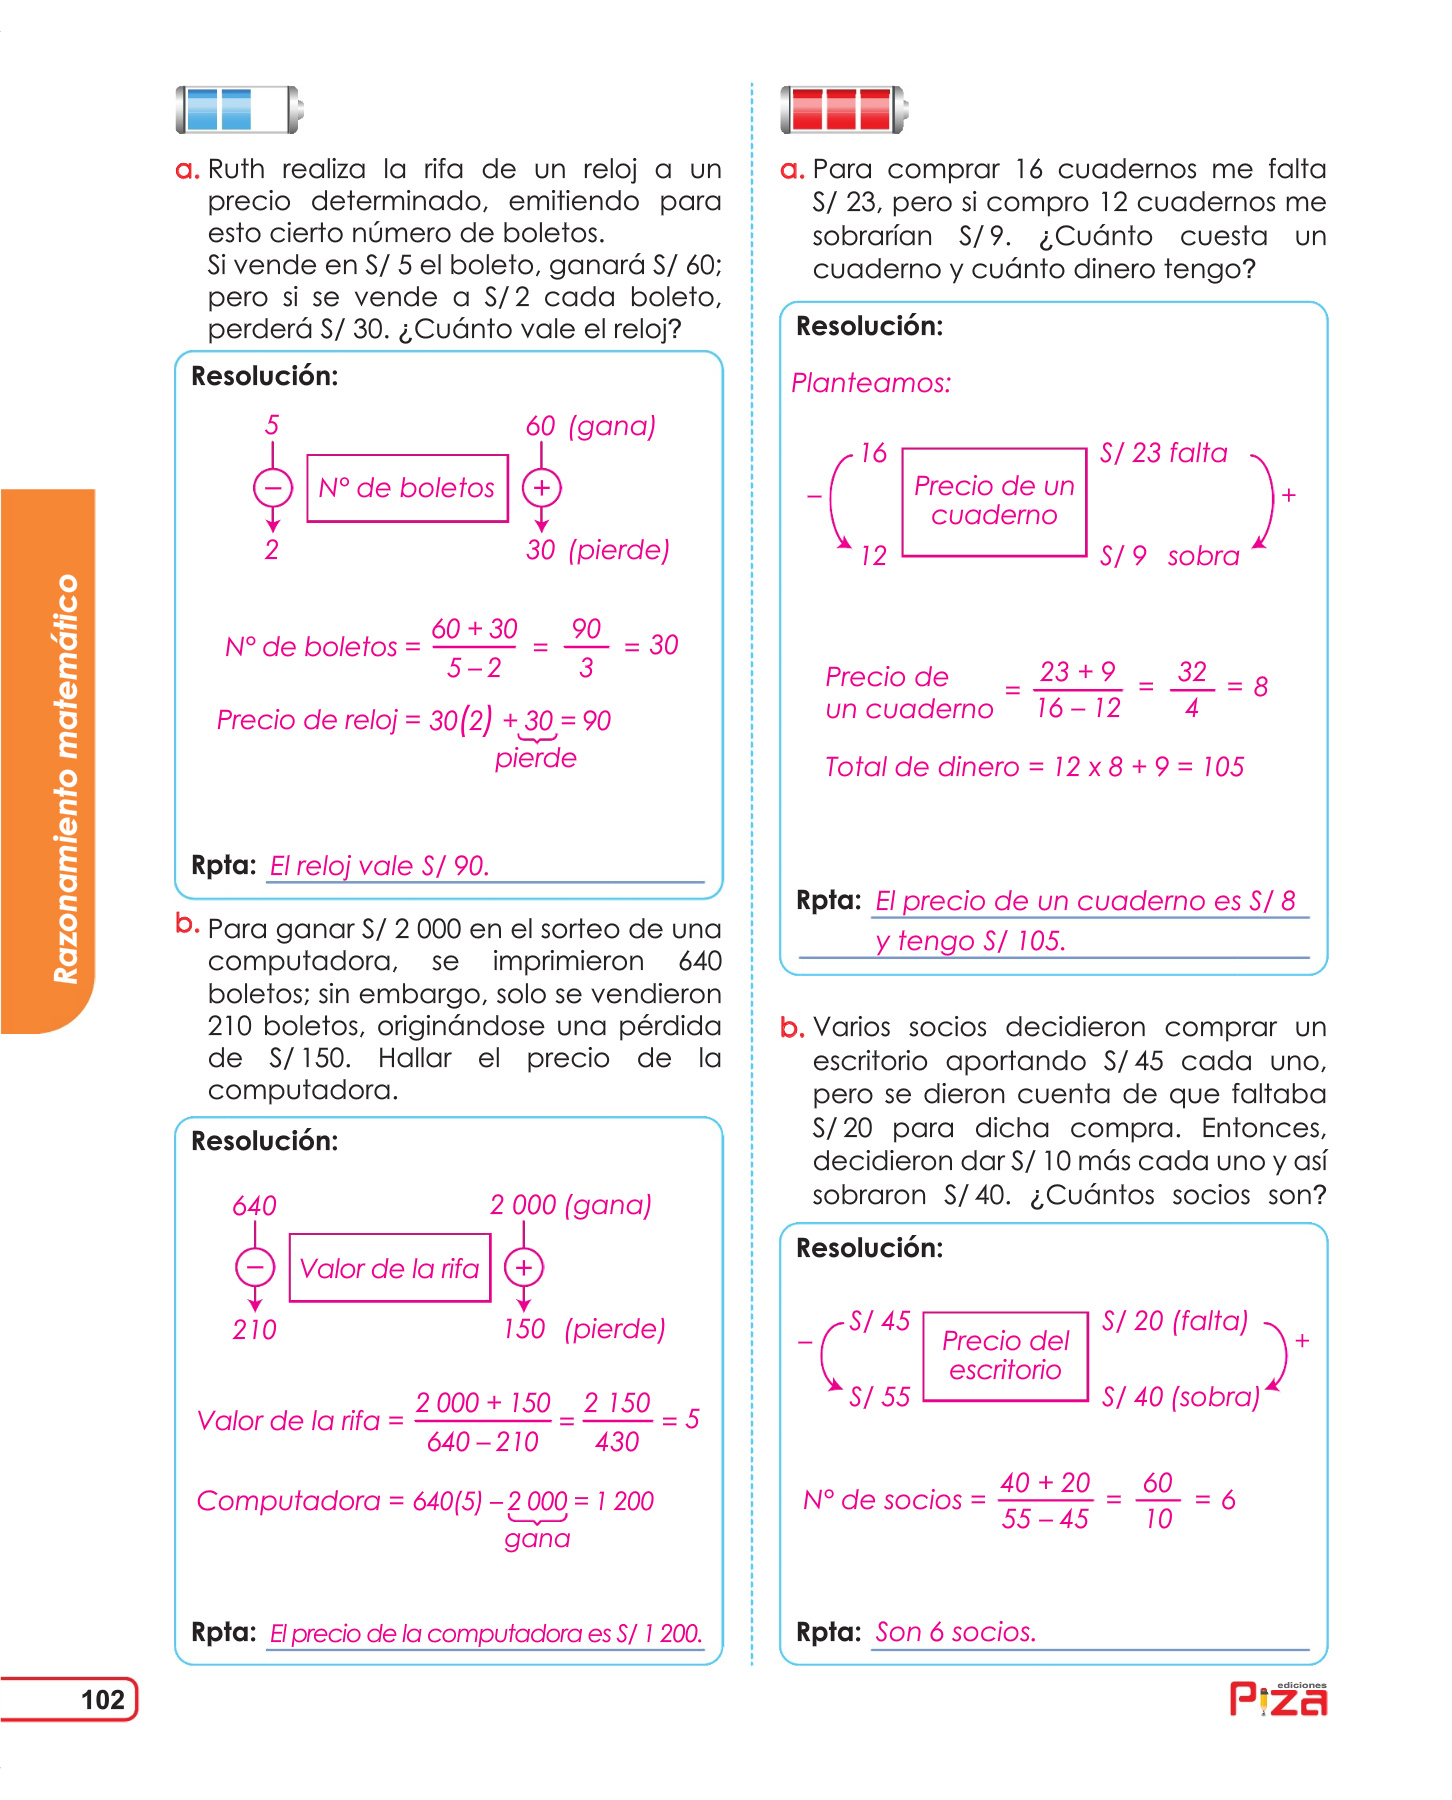 a. Ruth realiza la rifa de un reloj a un
precio determinado, emitiendo para
esto cierto número de boletos.
Si vende en S/ 5 el boleto, ganará S/ 60;
pero si se vende a S/ 2 cada boleto,
perderá S/ 30. ¿Cuánto vale el reloj?
Resolución:
5 60 (gana)
– N° de boletos +
2 30 (pierde)
N° de boletos = 60 + 30 / 5 – 2 = 90 / 3 = 30
Precio de reloj = 30(2) + 30 = 90
pierde
Rpta: El reloj vale S/ 90.
b. Para ganar S/ 2 000 en el sorteo de una
computadora, se imprimieron 640
boletos; sin embargo, solo se vendieron
210 boletos, originándose una pérdida
de S/ 150. Hallar el precio de la
computadora.
Resolución:
640 2 000 (gana)
– Valor de la rifa +
210 150 (pierde)
Valor de la rifa = 2 000 + 150 / 640 – 210 = 2 150 / 430 = 5
Computadora = 640(5) – 2 000 = 1 200
gana
Rpta: El precio de la computadora es S/ 1 200.
a. Para comprar 16 cuadernos me falta
S/ 23, pero si compro 12 cuadernos me
sobrarían S/ 9. ¿Cuánto cuesta un
cuaderno y cuánto dinero tengo?
Resolución:
Planteamos:
16 S/ 23 falta
– Precio de un +
cuaderno
12 S/ 9 sobra
Precio de
un cuaderno = 23 + 9 / 16 – 12 = 32 / 4 = 8
Total de dinero = 12 x 8 + 9 = 105
Rpta: El precio de un cuaderno es S/ 8
y tengo S/ 105.
b. Varios socios decidieron comprar un
escritorio aportando S/ 45 cada uno,
pero se dieron cuenta de que faltaba
S/ 20 para dicha compra. Entonces,
decidieron dar S/ 10 más cada uno y así
sobraron S/ 40. ¿Cuántos socios son?
Resolución:
S/ 45 S/ 20 (falta)
– Precio del +
escritorio
S/ 55 S/ 40 (sobra)
N° de socios = 40 + 20 / 55 – 45 = 60 / 10 = 6
Rpta: Son 6 socios.
Razonamiento matemático
102
ediciones
Piza